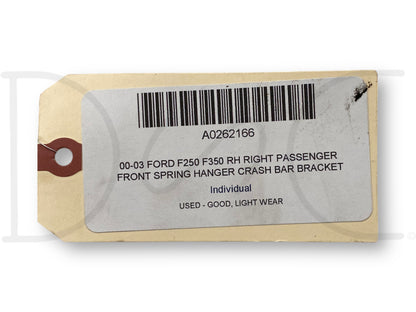 A0262166
00-03 FORD F250 F350 RH RIGHT PASSENGER
FRONT SPRING HANGER CRASH BAR BRACKET
Individual
USED - GOOD, LIGHT WEAR